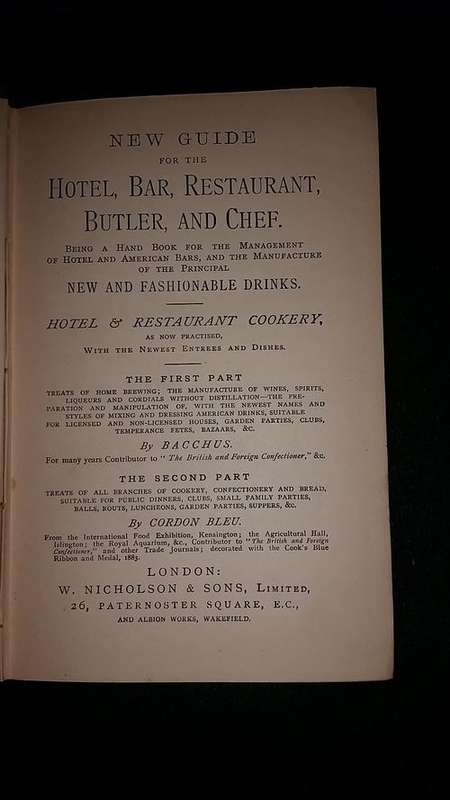 NEW GUIDE
FOR THE
HOTEL, BAR, RESTAURANT,
BUTLER, AND CHEF.
BEING A HAND BOOK FOR THE MANAGEMENT
OF HOTEL AND AMERICAN BARS, AND THE MANUFACTURE
OF THE PRINCIPAL
NEW AND FASHIONABLE DRINKS.
HOTEL & RESTAURANT COOKERY,
AS NOW PRACTISED,
WITH THE NEWEST ENTREES AND DISHES.
THE FIRST PART
TREATS OF HOME BREWING; THE MANUFACTURE OF WINES, SPIRITS,
LIQUEURS AND CORDIALS WITHOUT DISTILLATION—THE PRE-
PARATION AND MANIPULATION OF, WITH THE NEWEST NAMES AND
STYLES OF MIXING AND DRESSING AMERICAN DRINKS, SUITABLE
FOR LICENSED AND NON-LICENSED HOUSES, GARDEN PARTIES, CLUBS,
TEMPERANCE FETES, BAZAARS, &c.
By BACCHUS.
For many years Contributor to "The British and Foreign Confectioner," &c.
THE SECOND PART
TREATS OF ALL BRANCHES OF COOKERY, CONFECTIONERY AND BREAD,
SUITABLE FOR PUBLIC DINNERS, CLUBS, SMALL FAMILY PARTIES,
BALLS, ROUTS, LUNCHEONS, GARDEN PARTIES, SUPPERS, &c.
By CORDON BLEU.
From the International Food Exhibition, Kensington; the Agricultural Hall,
Islington; the Royal Aquarium, &c., Contributor to "The British and Foreign
Confectioner," and other Trade Journals; decorated with the Cook's Blue
Ribbon and Medal, 1885.
LONDON:
W. NICHOLSON & SONS, LIMITED,
26, PATERNOSTER SQUARE, E.C.,
AND ALBION WORKS, WAKEFIELD.